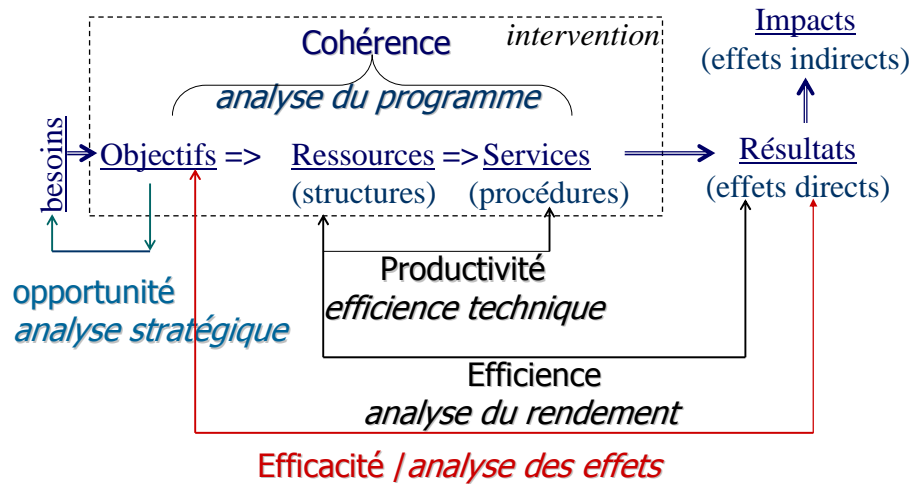 Cohérence
intervention
Impacts
(effets indirects)
analyse du programme
besoins
Objectifs => Ressources => Services
Résultats
(structures)
(procédures)
(effets directs)
Productivité
efficience technique
opportunité
analyse stratégique
Efficience
analyse du rendement
Efficacité / analyse des effets